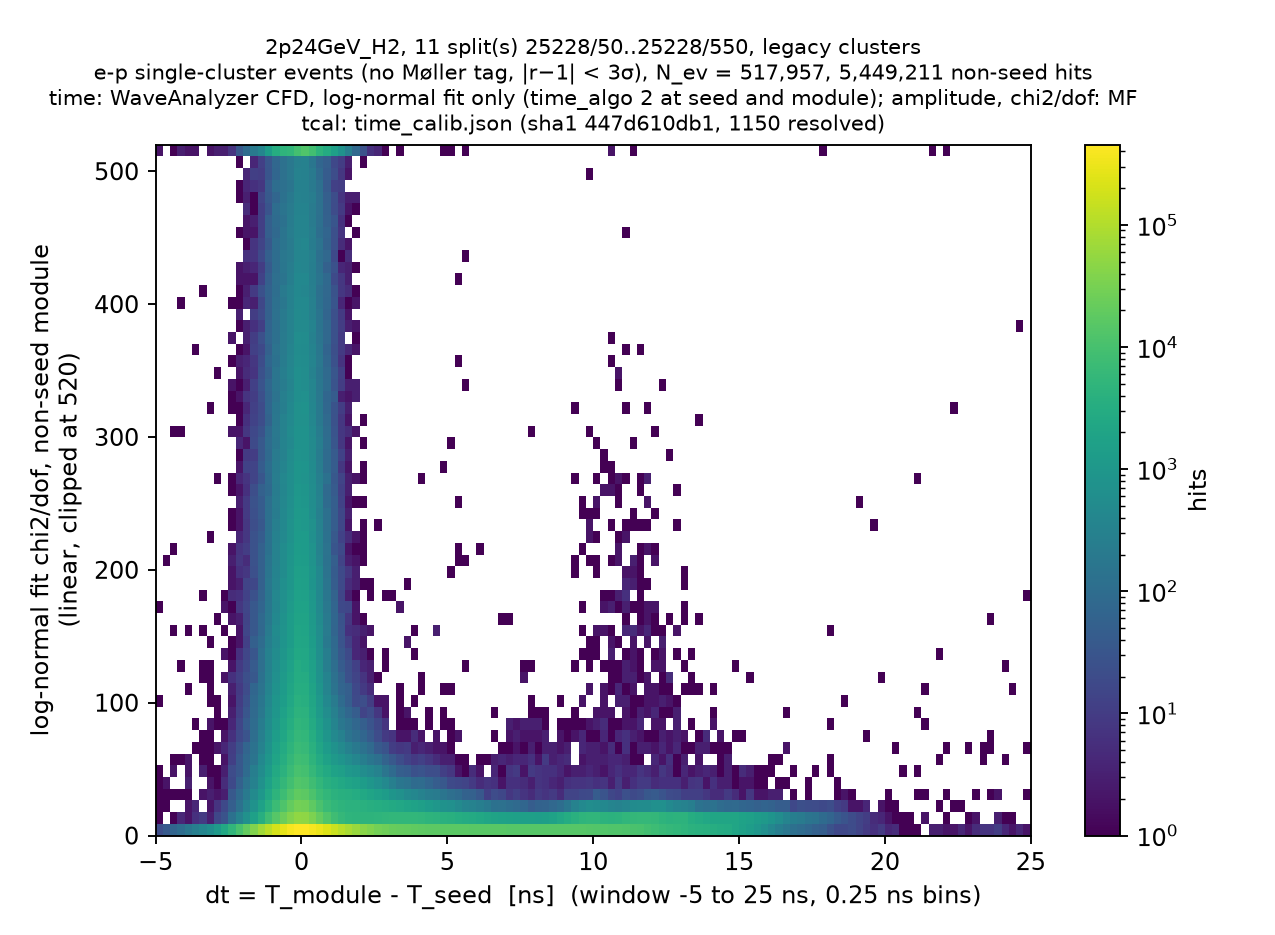 2p24GeV_H2, 11 split(s) 25228/50..25228/550, legacy clusters
e-p single-cluster events (no Møller tag, |r−1| < 3σ), N_ev = 517,957, 5,449,211 non-seed hits
time: WaveAnalyzer CFD, log-normal fit only (time_algo 2 at seed and module); amplitude, chi2/dof: MF
tcal: time_calib.json (sha1 447d610db1, 1150 resolved)
log-normal fit chi2/dof, non-seed module
(linear, clipped at 520)
500
400
300
200
100
0
−5 0 5 10 15 20 25
dt = T_module - T_seed [ns] (window -5 to 25 ns, 0.25 ns bins)
10⁵
10⁴
10³
10²
10¹
10⁰
hits